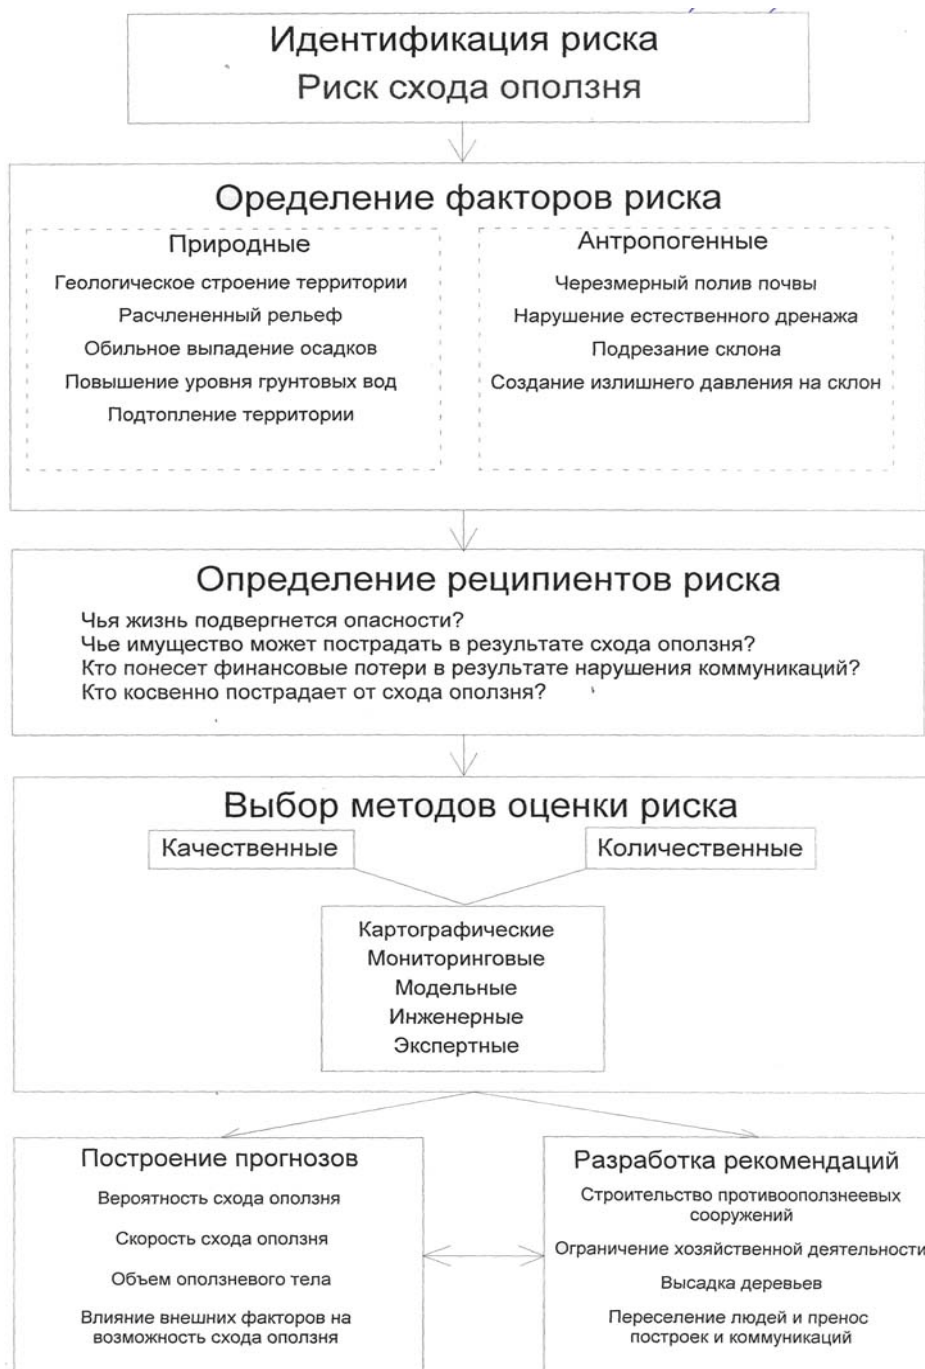 Идентификация риска
Риск схода оползня
Оределение факторов риска
Природные
Геологическое строение территории
Расчлененный рельеф
Обильное выпадение осадков
Повышение уровня грунтовых вод
Подтопление территории
Антропогенные
Черезмерный полив почвы
Нарушение естественного дренажа
Подрезание склона
Создание излишнего давления на склон
Определение реципиентов риска
Чья жизнь подвергнется опасности?
Чье имущество может пострадать в результате схода оползня?
Кто понесет финансовые потери в результате нарушения коммуникаций?
Кто косвенно пострадает от схода оползня?
Выбор методов оценки риска
Качественные
Количественные
Картографические
Мониторинговые
Модельные
Инженерные
Экспертные
Построение прогнозов
Вероятность схода оползня
Скорость схода оползня
Объем оползневого тела
Влияние внешних факторов на
возможность схода оползня
Разработка рекомендаций
Строительство противооползнеевых
сооружений
Ограничение хозяйственной деятельности
Высадка деревьев
Переселение людей и пренос
построек и коммуникаций